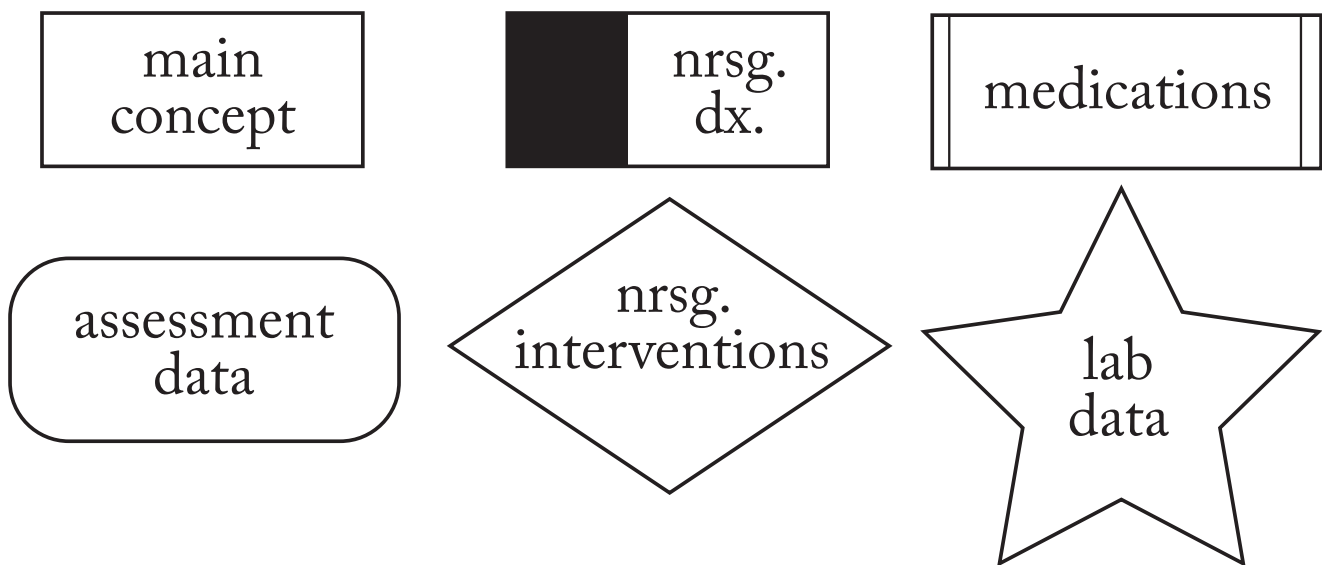 main
concept
nrsg.
dx.
medications
assessment
data
nrsg.
interventions
lab
data